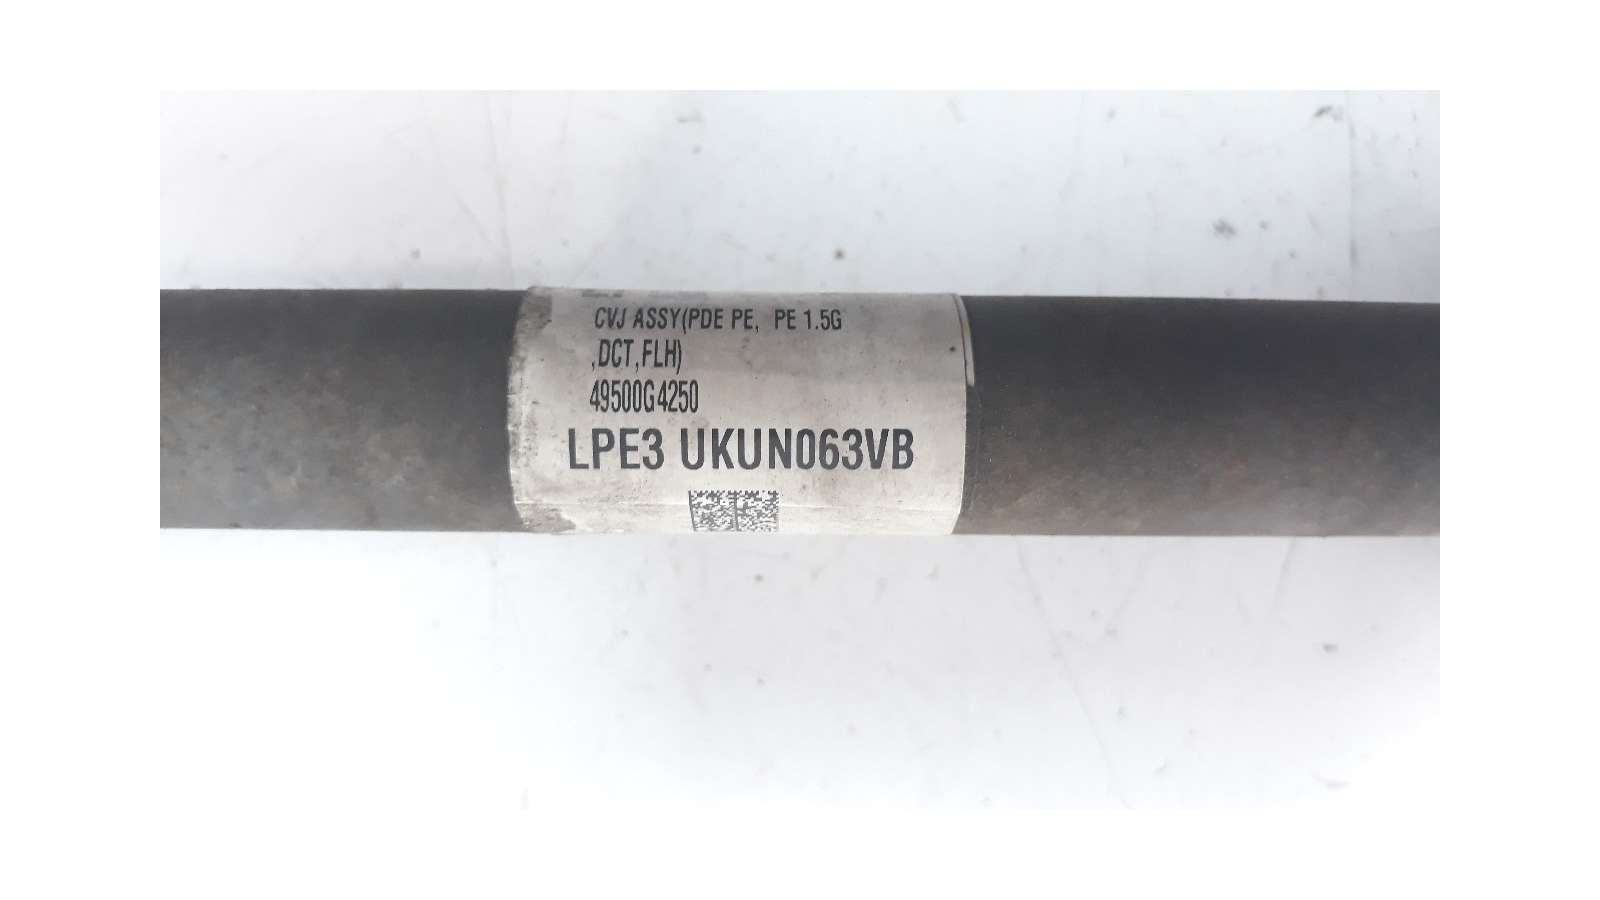 CVJ ASSY(PDE PE, PE 1.5G
,DCT,FLH)
49500G4250
LPE3 UKUN063VB